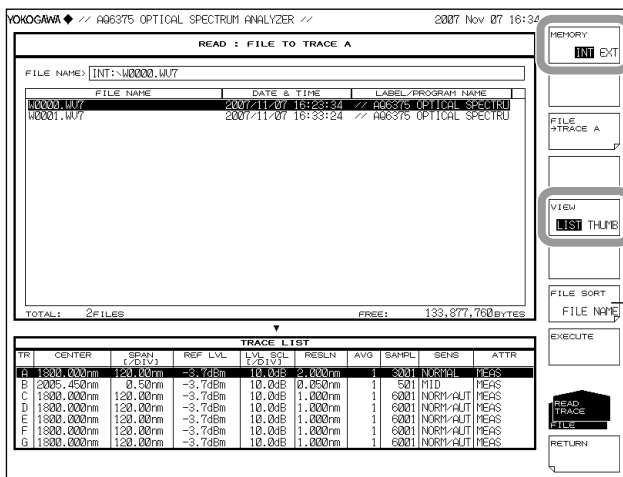 YOKOGAWA ◆ // AQ6375 OPTICAL SPECTRUM ANALYZER // 2007 Nov 07 16:34
READ : FILE TO TRACE A
FILE NAME> INT:\W0000.WV7
FILE NAME DATE & TIME LABEL/PROGRAM NAME
W0000.WV7 2007/11/07 16:23:34 // AQ6375 OPTICAL SPECTRU
W0001.WV7 2007/11/07 16:33:24 // AQ6375 OPTICAL SPECTRU
TOTAL: 2FILES FREE: 133,877,760BYTES
▼
TRACE LIST
TR CENTER SPAN [/DIV] REF LVL LVL SCL [/DIV] RESLN AVG SAMPL SENS ATTR
A 1800.000nm 120.00nm -3.7dBm 10.0dB 2.000nm 1 3001 NORMAL MEAS
B 2005.450nm 0.50nm -3.7dBm 10.0dB 0.050nm 1 501 MID MEAS
C 1800.000nm 120.00nm -3.7dBm 10.0dB 1.000nm 1 6001 NORM/AUT MEAS
D 1800.000nm 120.00nm -3.7dBm 10.0dB 1.000nm 1 6001 NORM/AUT MEAS
E 1800.000nm 120.00nm -3.7dBm 10.0dB 1.000nm 1 6001 NORM/AUT MEAS
F 1800.000nm 120.00nm -3.7dBm 10.0dB 1.000nm 1 6001 NORM/AUT MEAS
G 1800.000nm 120.00nm -3.7dBm 10.0dB 1.000nm 1 6001 NORM/AUT MEAS
MEMORY
INT EXT
FILE
→TRACE A
VIEW
LIST THUMB
FILE SORT
FILE NAME
EXECUTE
READ
TRACE
FILE
RETURN